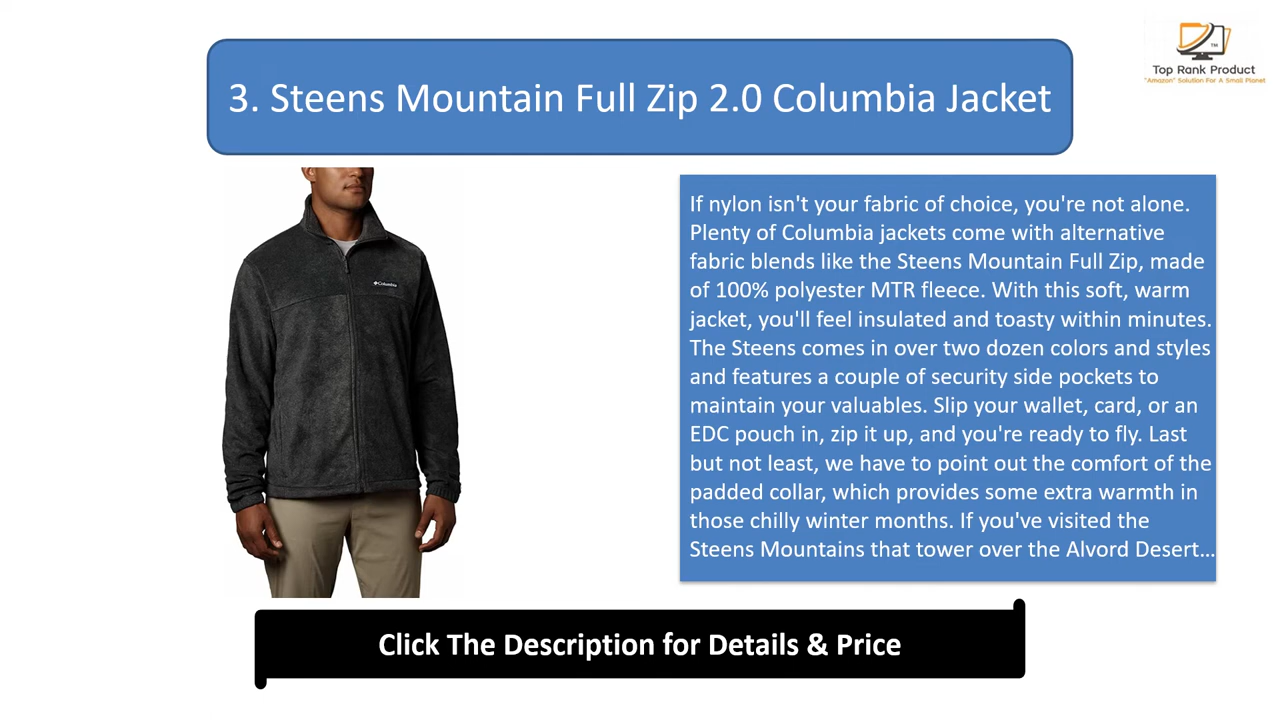 Top Rank Product
"Amazon" Solution For A Small Planet
TM
3. Steens Mountain Full Zip 2.0 Columbia Jacket
Columbia
If nylon isn't your fabric of choice, you're not alone.
Plenty of Columbia jackets come with alternative
fabric blends like the Steens Mountain Full Zip, made
of 100% polyester MTR fleece. With this soft, warm
jacket, you'll feel insulated and toasty within minutes.
The Steens comes in over two dozen colors and styles
and features a couple of security side pockets to
maintain your valuables. Slip your wallet, card, or an
EDC pouch in, zip it up, and you're ready to fly. Last
but not least, we have to point out the comfort of the
padded collar, which provides some extra warmth in
those chilly winter months. If you've visited the
Steens Mountains that tower over the Alvord Desert...
Click The Description for Details & Price